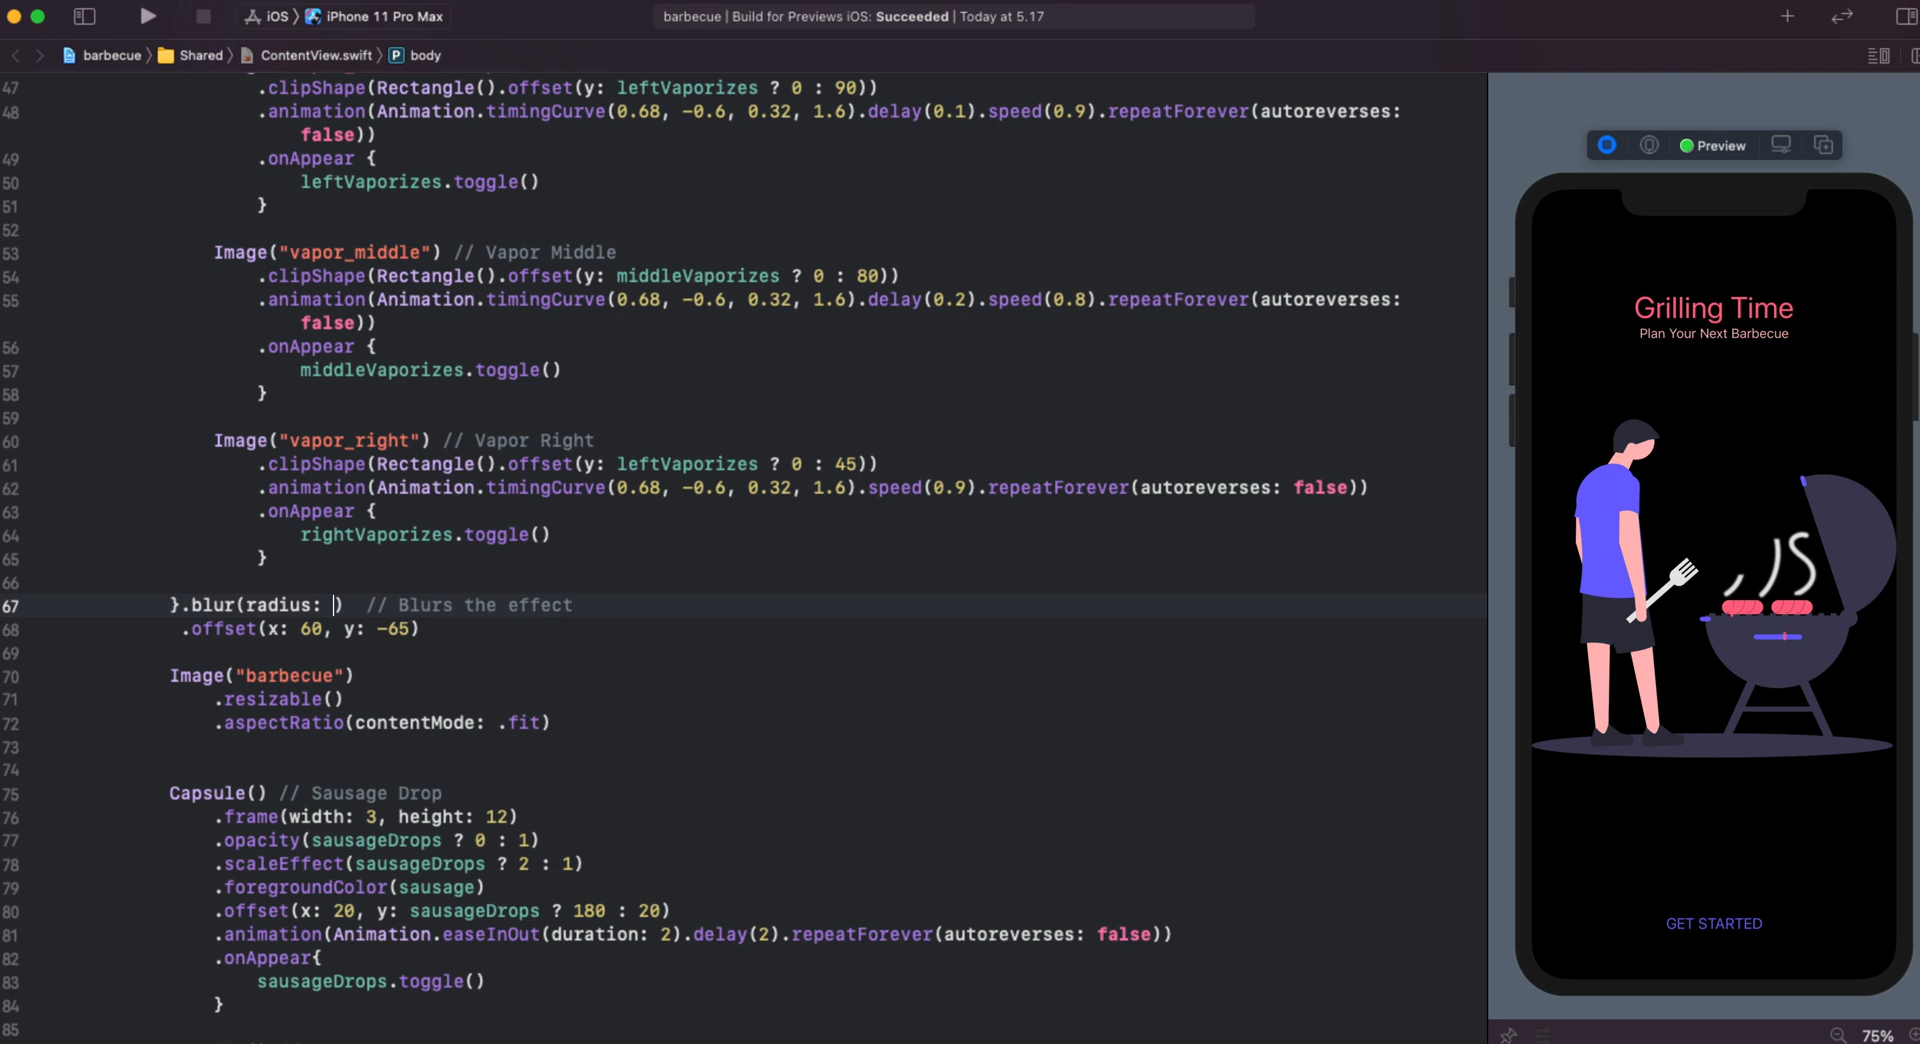 iOS 〉 iPhone 11 Pro Max
barbecue | Build for Previews iOS: Succeeded | Today at 5.17
barbecue 〉 Shared 〉 ContentView.swift 〉 P body
47 .clipShape(Rectangle().offset(y: leftVaporizes ? 0 : 90))
48 .animation(Animation.timingCurve(0.68, -0.6, 0.32, 1.6).delay(0.1).speed(0.9).repeatForever(autoreverses:
false))
49 .onAppear {
50 leftVaporizes.toggle()
51 }
52
53 Image("vapor_middle") // Vapor Middle
54 .clipShape(Rectangle().offset(y: middleVaporizes ? 0 : 80))
55 .animation(Animation.timingCurve(0.68, -0.6, 0.32, 1.6).delay(0.2).speed(0.8).repeatForever(autoreverses:
false))
56 .onAppear {
57 middleVaporizes.toggle()
58 }
59
60 Image("vapor_right") // Vapor Right
61 .clipShape(Rectangle().offset(y: leftVaporizes ? 0 : 45))
62 .animation(Animation.timingCurve(0.68, -0.6, 0.32, 1.6).speed(0.9).repeatForever(autoreverses: false))
63 .onAppear {
64 rightVaporizes.toggle()
65 }
66
67 }.blur(radius: ) // Blurs the effect
68 .offset(x: 60, y: -65)
69
70 Image("barbecue")
71 .resizable()
72 .aspectRatio(contentMode: .fit)
73
74
75 Capsule() // Sausage Drop
76 .frame(width: 3, height: 12)
77 .opacity(sausageDrops ? 0 : 1)
78 .scaleEffect(sausageDrops ? 2 : 1)
79 .foregroundColor(sausage)
80 .offset(x: 20, y: sausageDrops ? 180 : 20)
81 .animation(Animation.easeInOut(duration: 2).delay(2).repeatForever(autoreverses: false))
82 .onAppear{
83 sausageDrops.toggle()
84 }
85
Preview
Grilling Time
Plan Your Next Barbecue
GET STARTED
75%